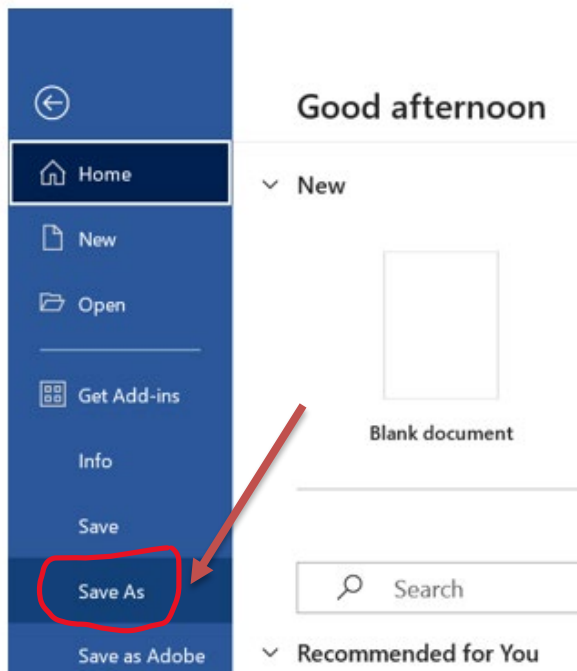 Good afternoon
Home
New
New
Open
Get Add-ins
Blank document
Info
Save
Save As
Search
Save as Adobe
Recommended for You